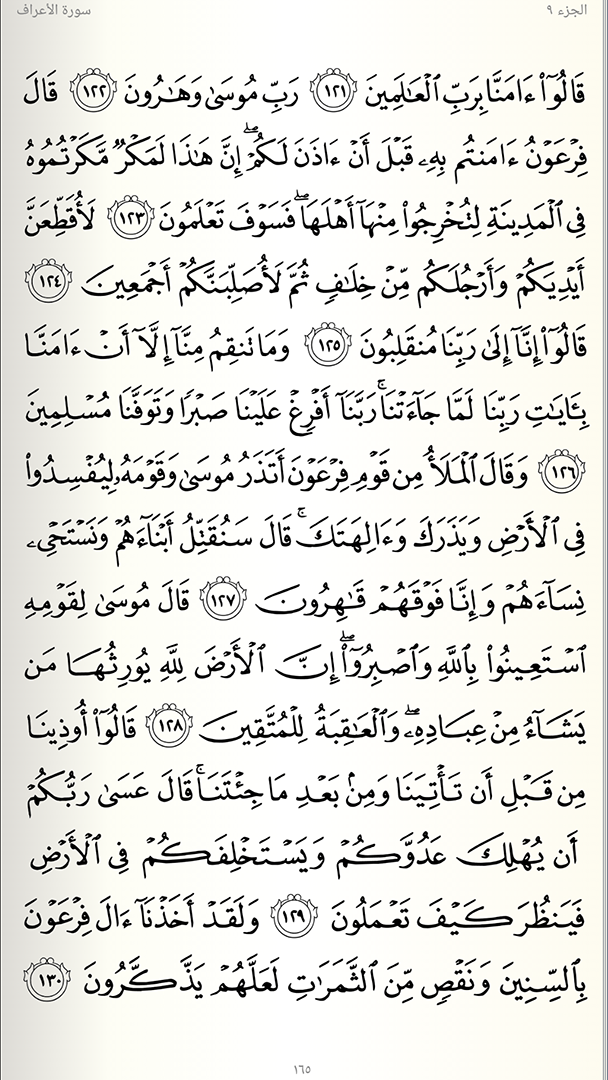 الجزء ٩
سورة الأعراف
قَالُوٓا۟ ءَامَنَّا بِرَبِّ ٱلْعَـٰلَمِينَ ١٢١ رَبِّ مُوسَىٰ وَهَـٰرُونَ ١٢٢ قَالَ
فِرْعَوْنُ ءَامَنتُم بِهِۦ قَبْلَ أَنْ ءَاذَنَ لَكُمْ ۖ إِنَّ هَـٰذَا لَمَكْرٌ مَّكَرْتُمُوهُ
فِى ٱلْمَدِينَةِ لِتُخْرِجُوا۟ مِنْهَآ أَهْلَهَا ۖ فَسَوْفَ تَعْلَمُونَ ١٢٣ لَأُقَطِّعَنَّ
أَيْدِيَكُمْ وَأَرْجُلَكُم مِّنْ خِلَـٰفٍ ثُمَّ لَأُصَلِّبَنَّكُمْ أَجْمَعِينَ ١٢٤
قَالُوٓا۟ إِنَّآ إِلَىٰ رَبِّنَا مُنقَلِبُونَ ١٢٥ وَمَا تَنقِمُ مِنَّآ إِلَّآ أَنْ ءَامَنَّا
بِـَٔايَـٰتِ رَبِّنَا لَمَّا جَآءَتْنَا ۚ رَبَّنَآ أَفْرِغْ عَلَيْنَا صَبْرًا وَتَوَفَّنَا مُسْلِمِينَ
١٢٦ وَقَالَ ٱلْمَلَأُ مِن قَوْمِ فِرْعَوْنَ أَتَذَرُ مُوسَىٰ وَقَوْمَهُۥ لِيُفْسِدُوا۟
فِى ٱلْأَرْضِ وَيَذَرَكَ وَءَالِهَتَكَ ۚ قَالَ سَنُقَتِّلُ أَبْنَآءَهُمْ وَنَسْتَحْىِۦ
نِسَآءَهُمْ وَإِنَّا فَوْقَهُمْ قَـٰهِرُونَ ١٢٧ قَالَ مُوسَىٰ لِقَوْمِهِ
ٱسْتَعِينُوا۟ بِٱللَّهِ وَٱصْبِرُوٓا۟ ۖ إِنَّ ٱلْأَرْضَ لِلَّهِ يُورِثُهَا مَن
يَشَآءُ مِنْ عِبَادِهِۦ ۖ وَٱلْعَـٰقِبَةُ لِلْمُتَّقِينَ ١٢٨ قَالُوٓا۟ أُوذِينَا
مِن قَبْلِ أَن تَأْتِيَنَا وَمِنۢ بَعْدِ مَا جِئْتَنَا ۚ قَالَ عَسَىٰ رَبُّكُمْ
أَن يُهْلِكَ عَدُوَّكُمْ وَيَسْتَخْلِفَكُمْ فِى ٱلْأَرْضِ
فَيَنظُرَ كَيْفَ تَعْمَلُونَ ١٢٩ وَلَقَدْ أَخَذْنَآ ءَالَ فِرْعَوْنَ
بِٱلسِّنِينَ وَنَقْصٍ مِّنَ ٱلثَّمَرَٰتِ لَعَلَّهُمْ يَذَّكَّرُونَ ١٣٠
١٦٥